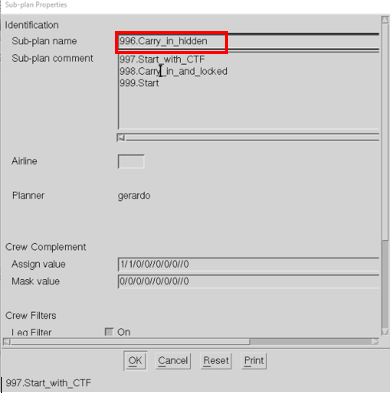 Sub-plan Properties
Identification
Sub-plan name 996.Carry_in_hidden
Sub-plan comment 997.Start_with_CTF
998.Carry_in_and_locked
999.Start
Airline
Planner gerardo
Crew Complement
Assign value 1/1/0/0//0/0/0//0
Mask value 0/0/0/0//0/0/0//0
Crew Filters
Leg Filter On
OK Cancel Reset Print
997.Start_with_CTF